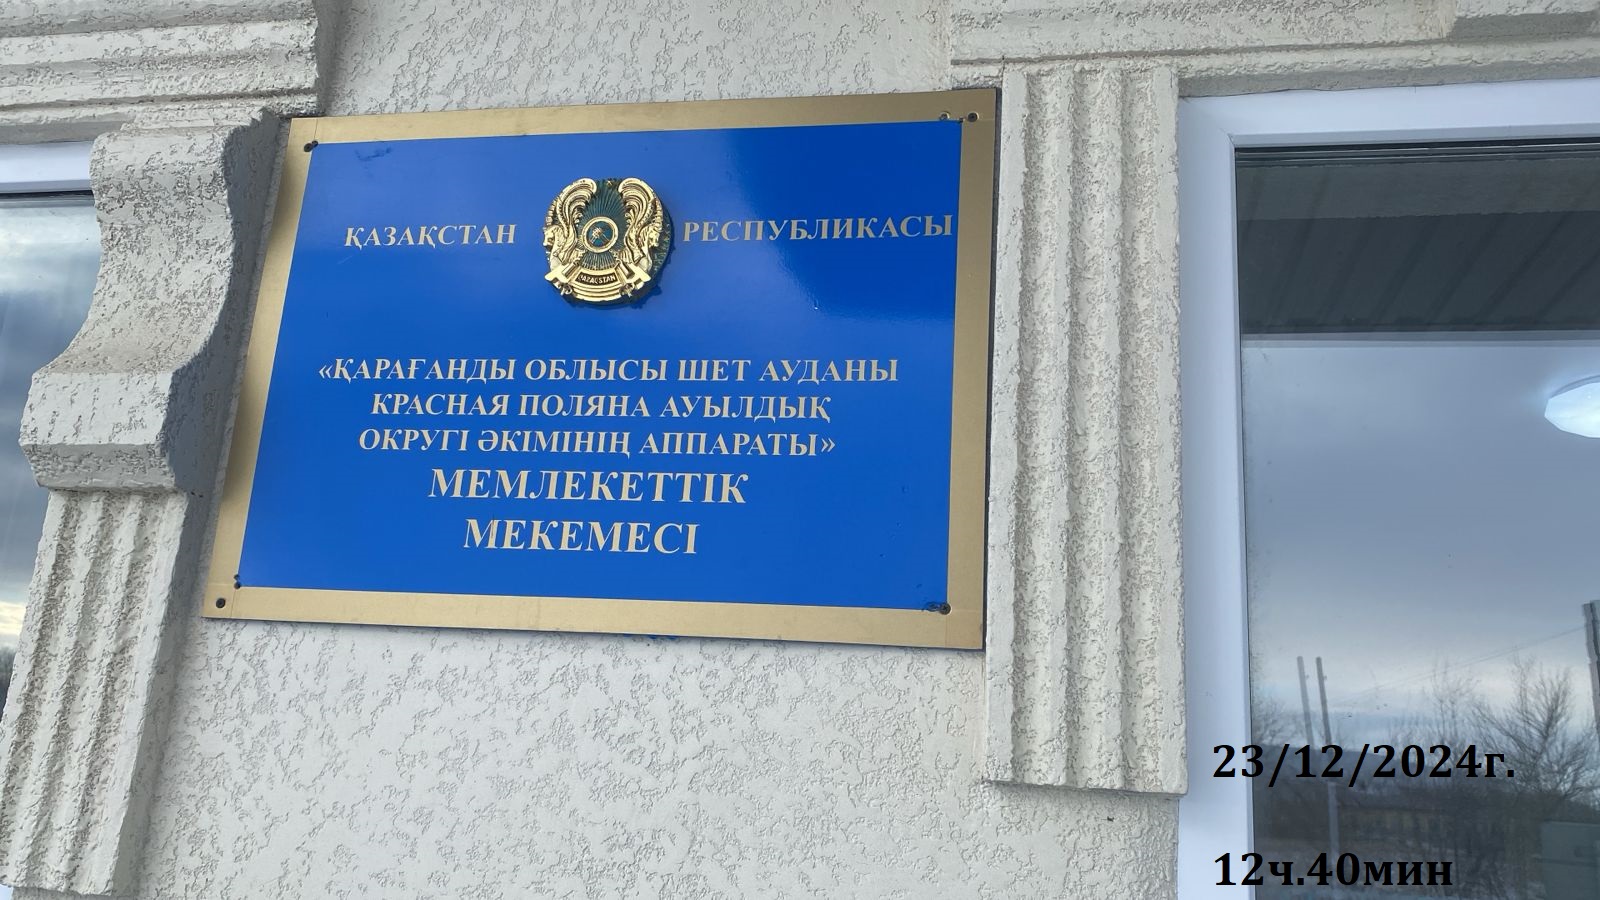 ҚАЗАҚСТАН РЕСПУБЛИКАСЫ
QAZAQSTAN
«ҚАРАҒАНДЫ ОБЛЫСЫ ШЕТ АУДАНЫ
КРАСНАЯ ПОЛЯНА АУЫЛДЫҚ
ОКРУГІ ӘКІМІНІҢ АППАРАТЫ»
МЕМЛЕКЕТТІК
МЕКЕМЕСІ
23/12/2024г.
12ч.40мин